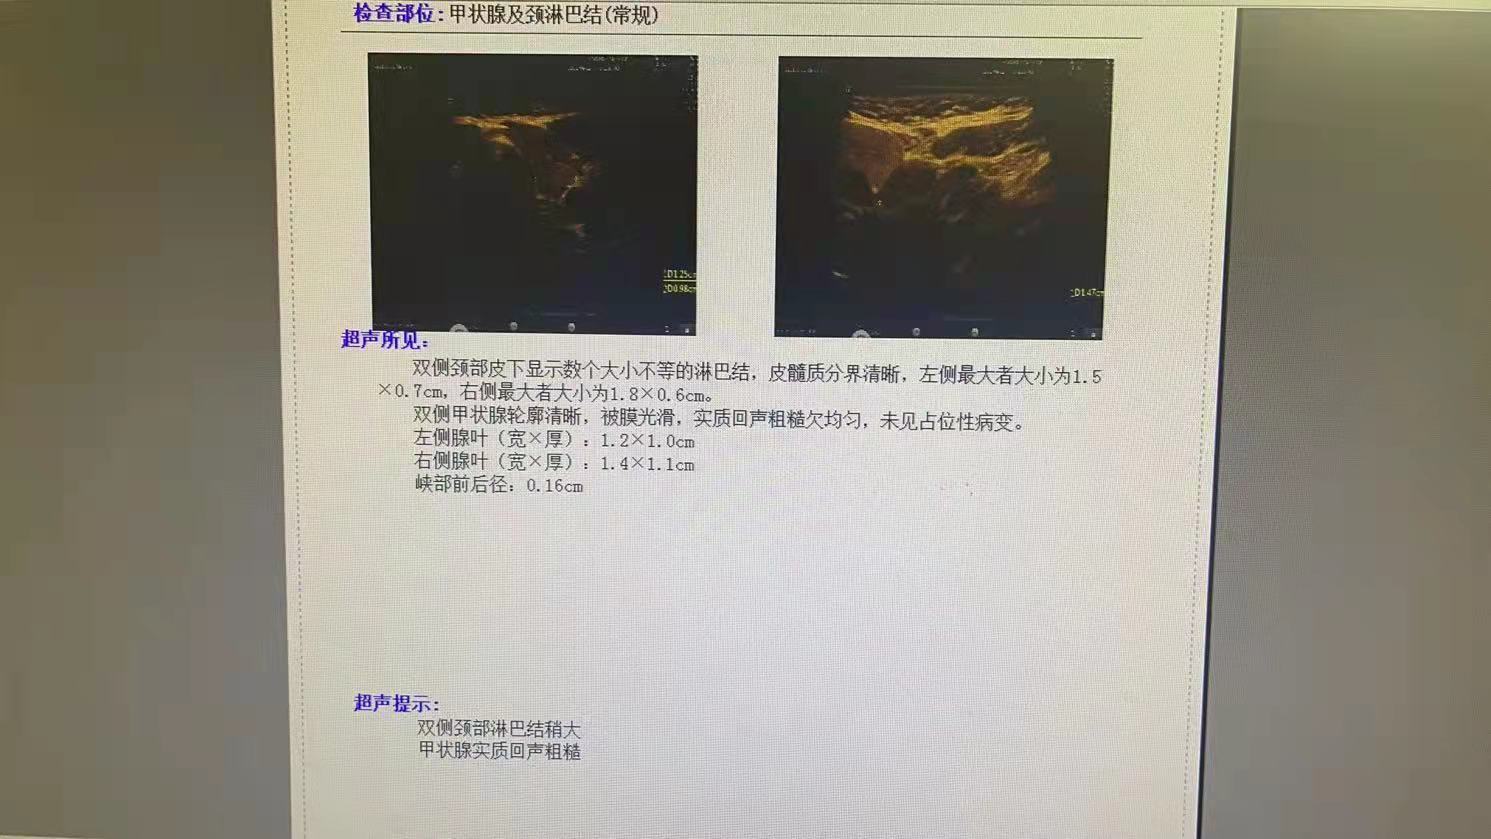 检查部位:甲状腺及颈淋巴结(常规)
1D1.25cm
2D0.98cm
1D1.47cm
超声所见:
双侧颈部皮下显示数个大小不等的淋巴结，皮髓质分界清晰，左侧最大者大小为1.5
×0.7cm，右侧最大者大小为1.8×0.6cm。
双侧甲状腺轮廓清晰，被膜光滑，实质回声粗糙欠均匀，未见占位性病变。
左侧腺叶（宽×厚）：1.2×1.0cm
右侧腺叶（宽×厚）：1.4×1.1cm
峡部前后径：0.16cm
超声提示:
双侧颈部淋巴结稍大
甲状腺实质回声粗糙